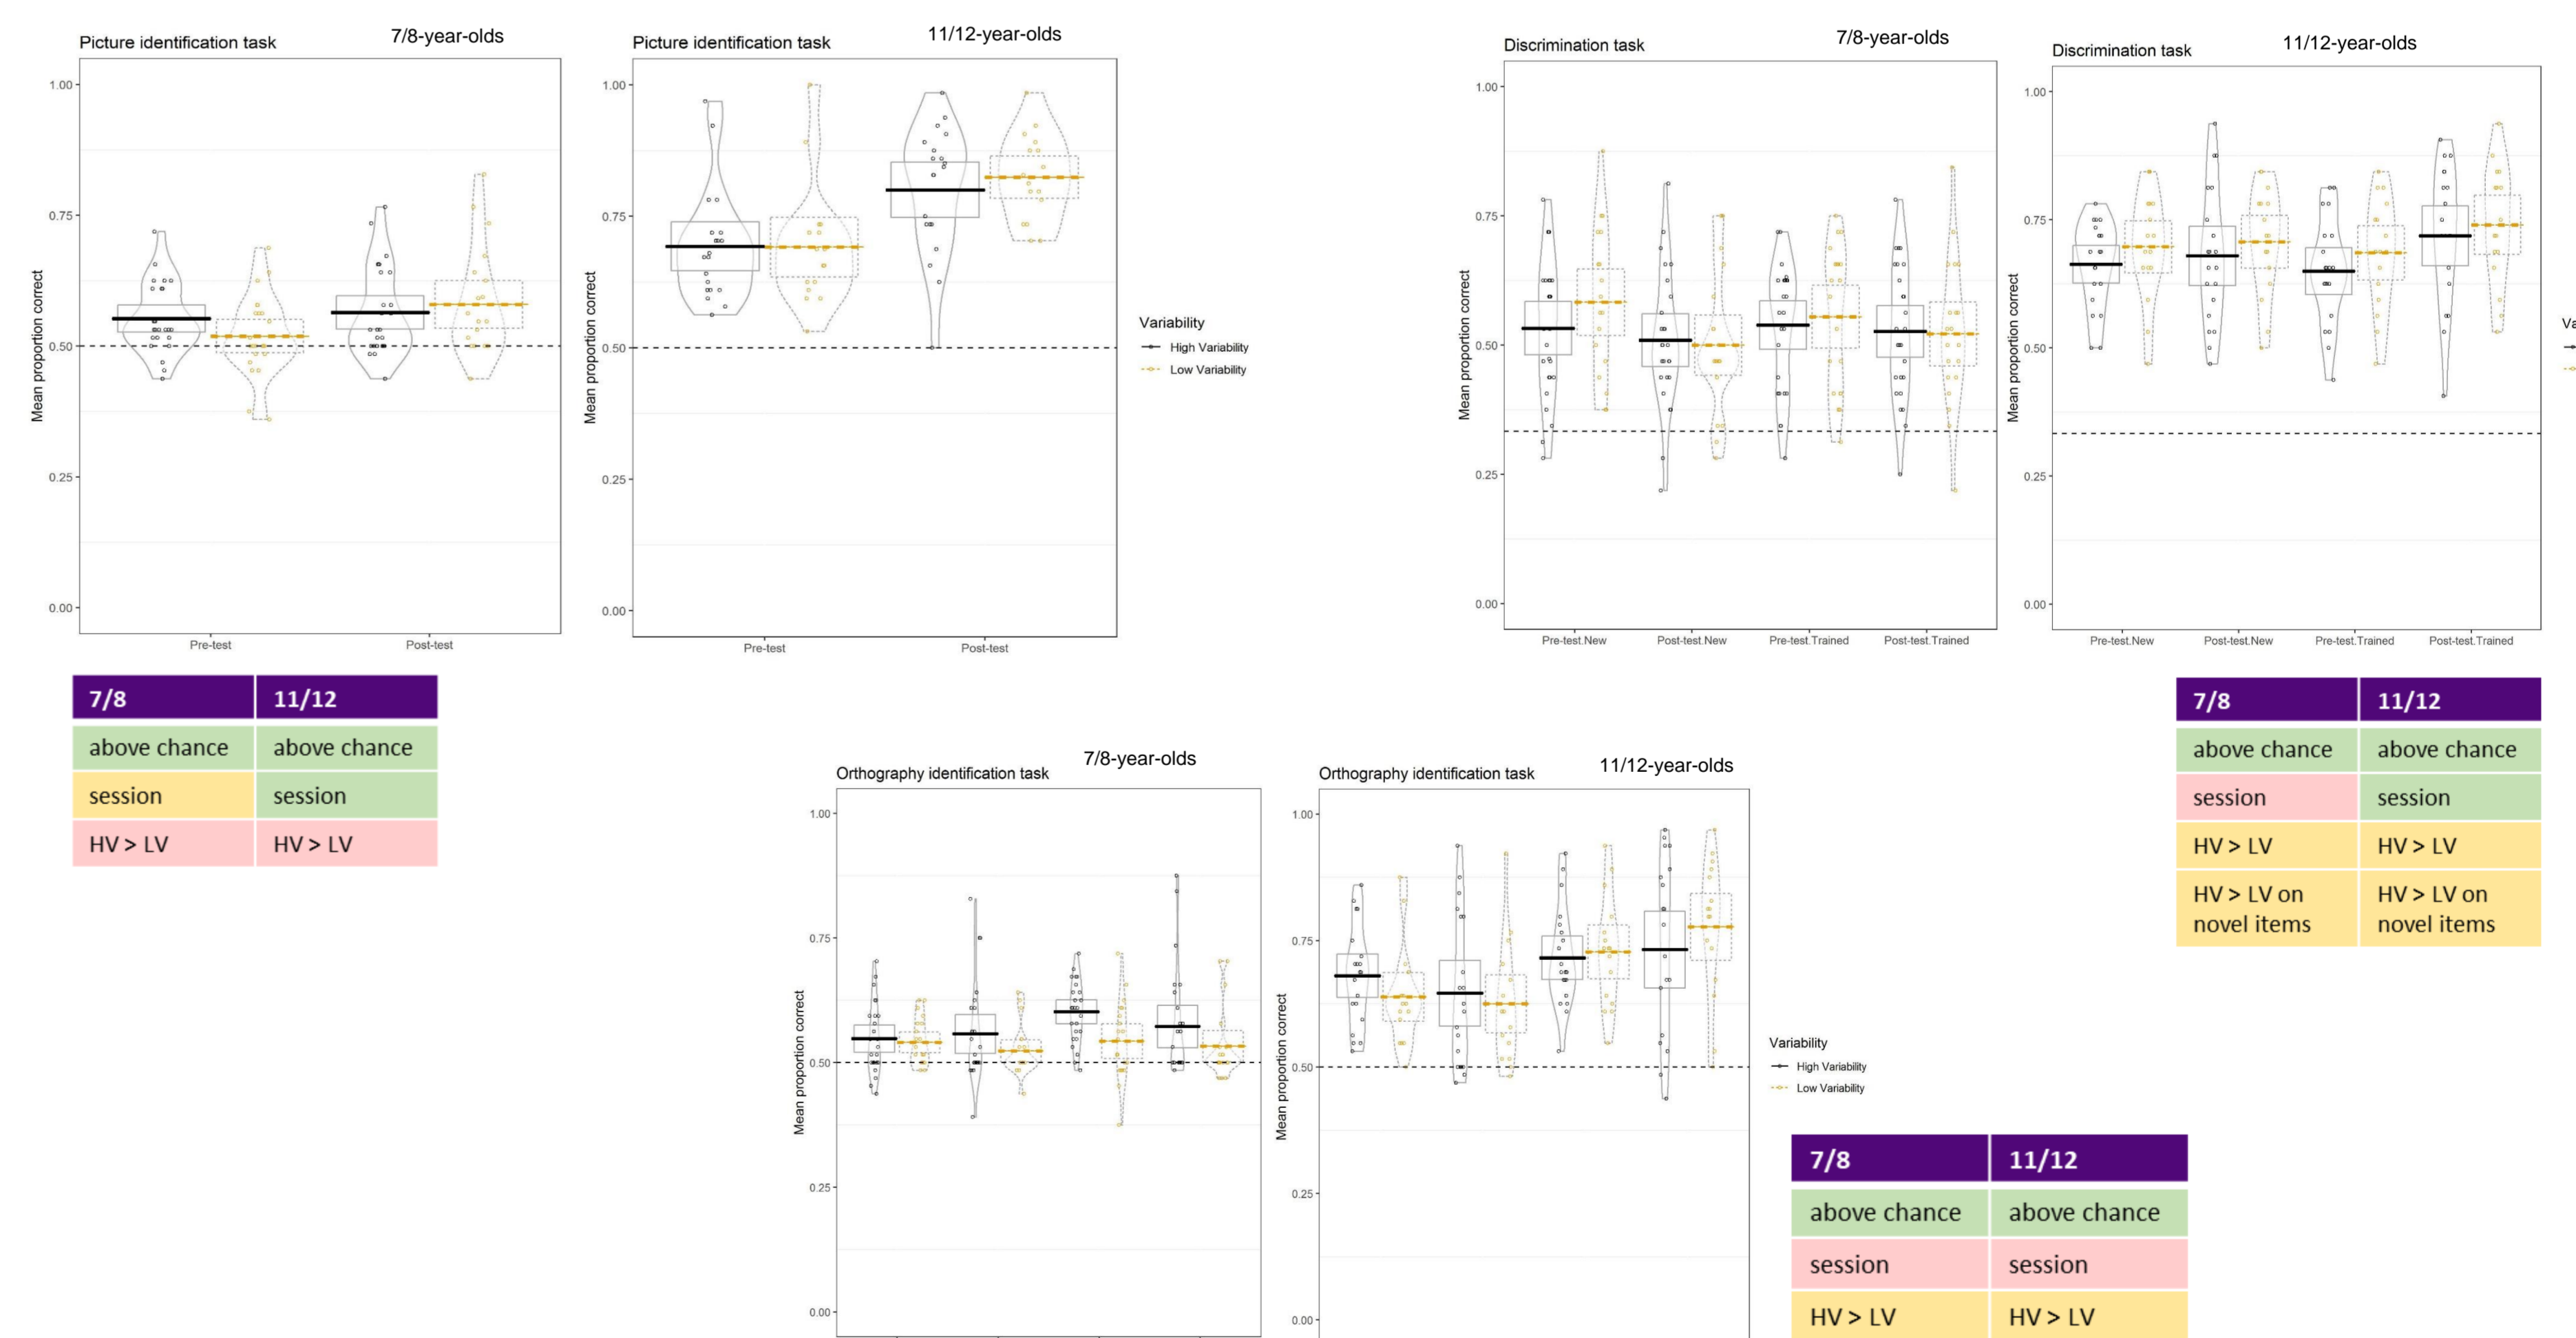 Picture identification task
7/8-year-olds
Mean proportion correct
1.00
0.75
0.50
0.25
0.00
Pre-test
Post-test
Picture identification task
11/12-year-olds
Mean proportion correct
1.00
0.75
0.50
0.25
0.00
Pre-test
Post-test
Variability
High Variability
Low Variability
Discrimination task
7/8-year-olds
Mean proportion correct
1.00
0.75
0.50
0.25
0.00
Pre-test.New
Post-test.New
Pre-test.Trained
Post-test.Trained
Discrimination task
11/12-year-olds
Mean proportion correct
1.00
0.75
0.50
0.25
0.00
Pre-test.New
Post-test.New
Pre-test.Trained
Post-test.Trained
7/8 11/12
above chance above chance
session session
HV > LV HV > LV
7/8 11/12
above chance above chance
session session
HV > LV HV > LV
HV > LV on HV > LV on
novel items novel items
Orthography identification task
7/8-year-olds
Mean proportion correct
1.00
0.75
0.50
0.25
0.00
Orthography identification task
11/12-year-olds
Mean proportion correct
1.00
0.75
0.50
0.25
0.00
Variability
High Variability
Low Variability
7/8 11/12
above chance above chance
session session
HV > LV HV > LV